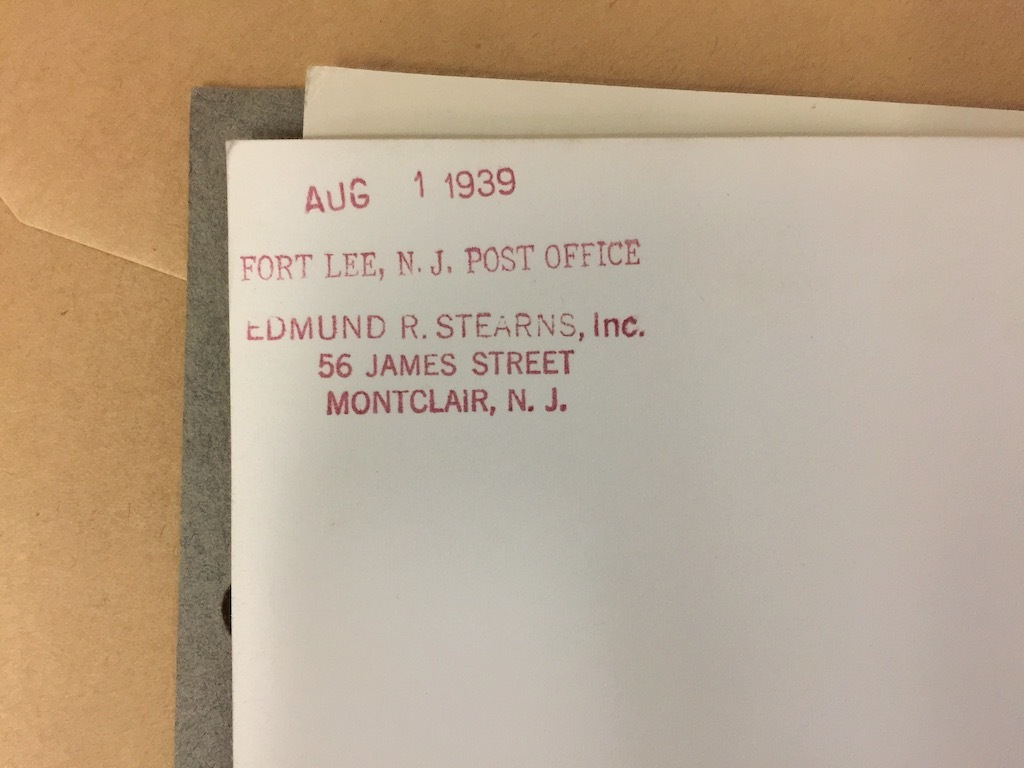 AUG 1 1939
FORT LEE, N. J. POST OFFICE
EDMUND R. STEARNS, Inc.
56 JAMES STREET
MONTCLAIR, N. J.